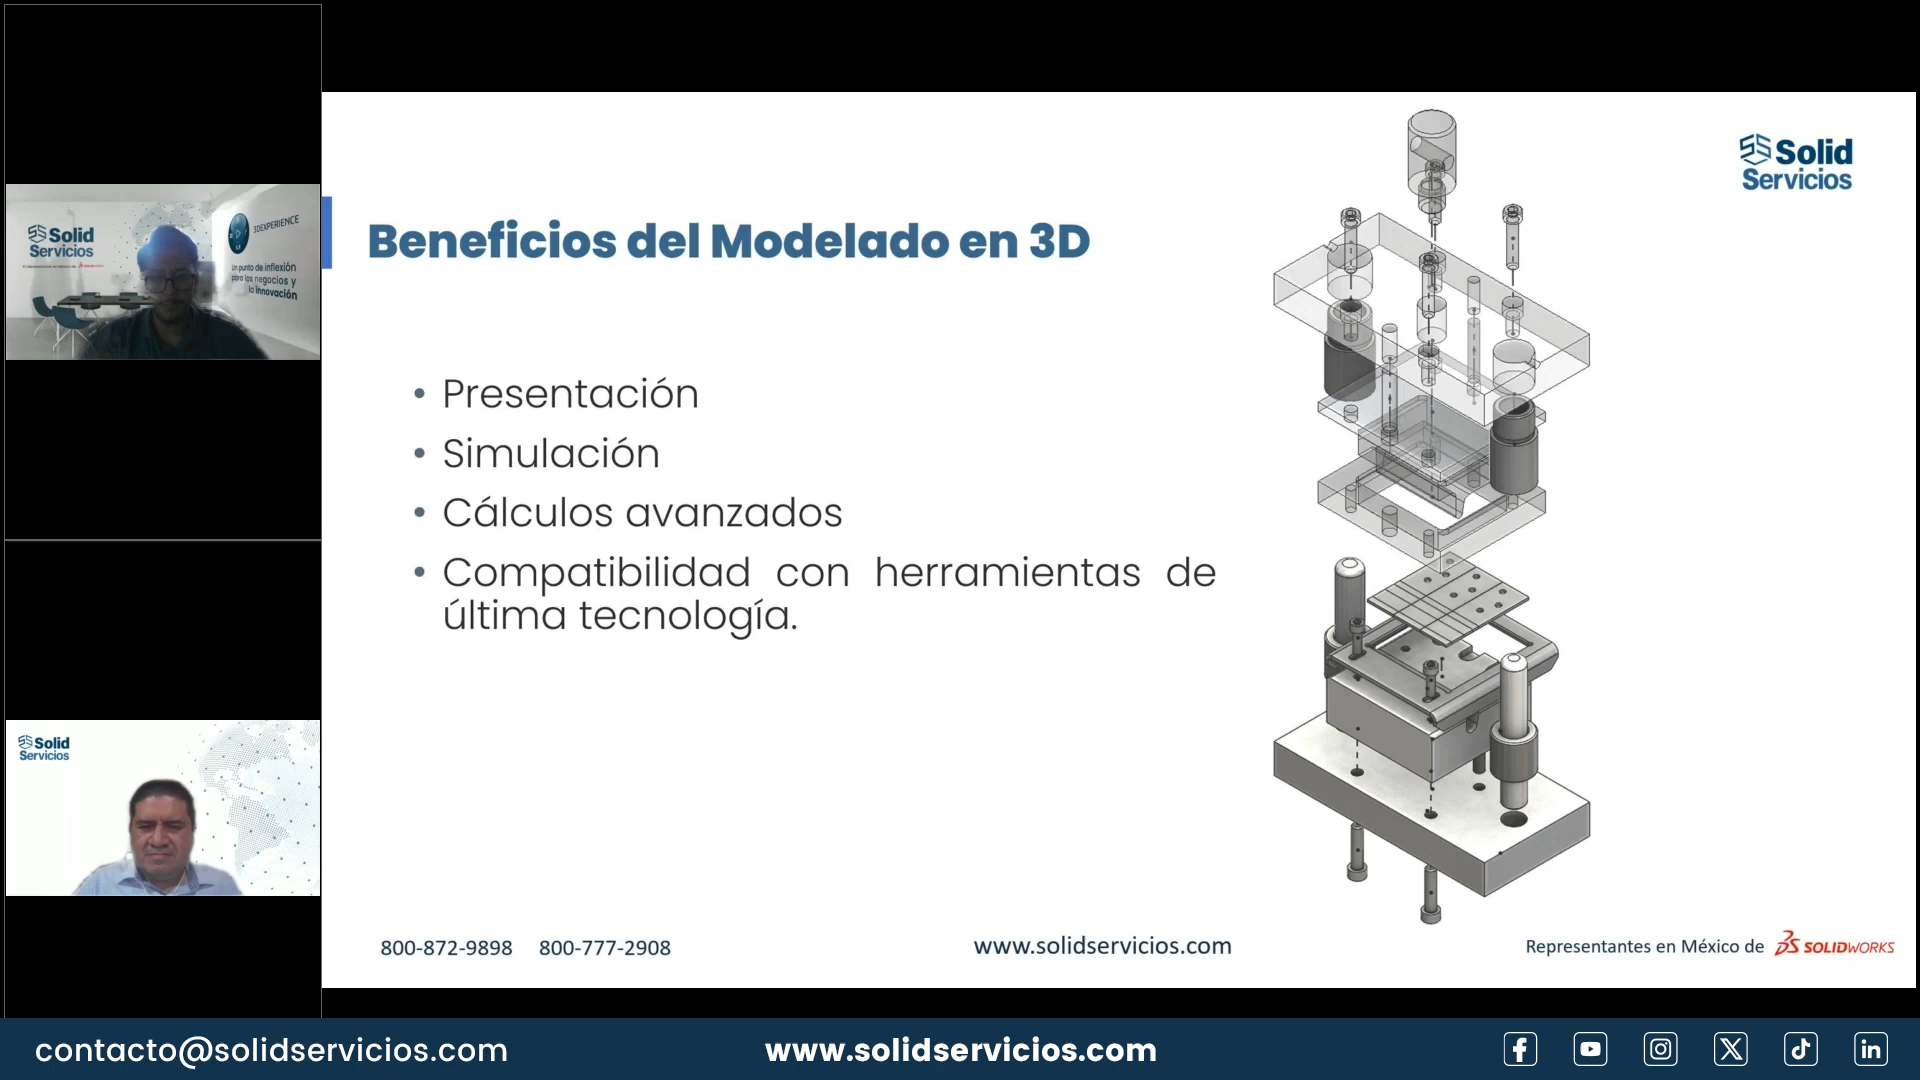 Solid
Servicios
3DEXPERIENCE
Un punto de inflexión
para los negocios y
la innovación
Solid
Servicios
Solid
Servicios
Beneficios del Modelado en 3D
• Presentación
• Simulación
• Cálculos avanzados
• Compatibilidad con herramientas de
última tecnología.
800-872-9898 800-777-2908
www.solidservicios.com
Representantes en México de SOLIDWORKS
contacto@solidservicios.com
www.solidservicios.com